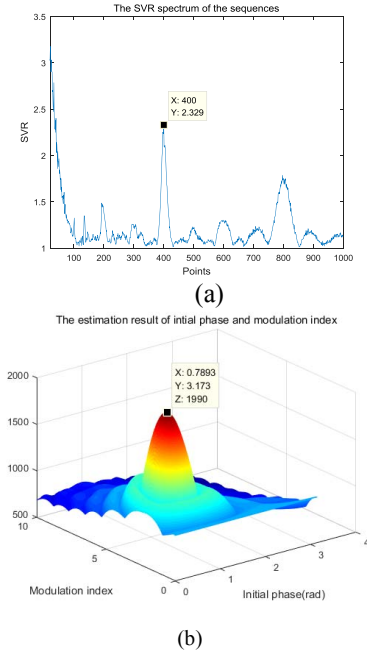 The SVR spectrum of the sequences
3.5
3
2.5
2
1.5
1
SVR
X: 400
Y: 2.329
100 200 300 400 500 600 700 800 900 1000
Points
(a)
The estimation result of intial phase and modulation index
X: 0.7893
Y: 3.173
Z: 1990
2000
1500
1000
500
10
5
0
0
1
2
3
4
Modulation index
Initial phase(rad)
(b)